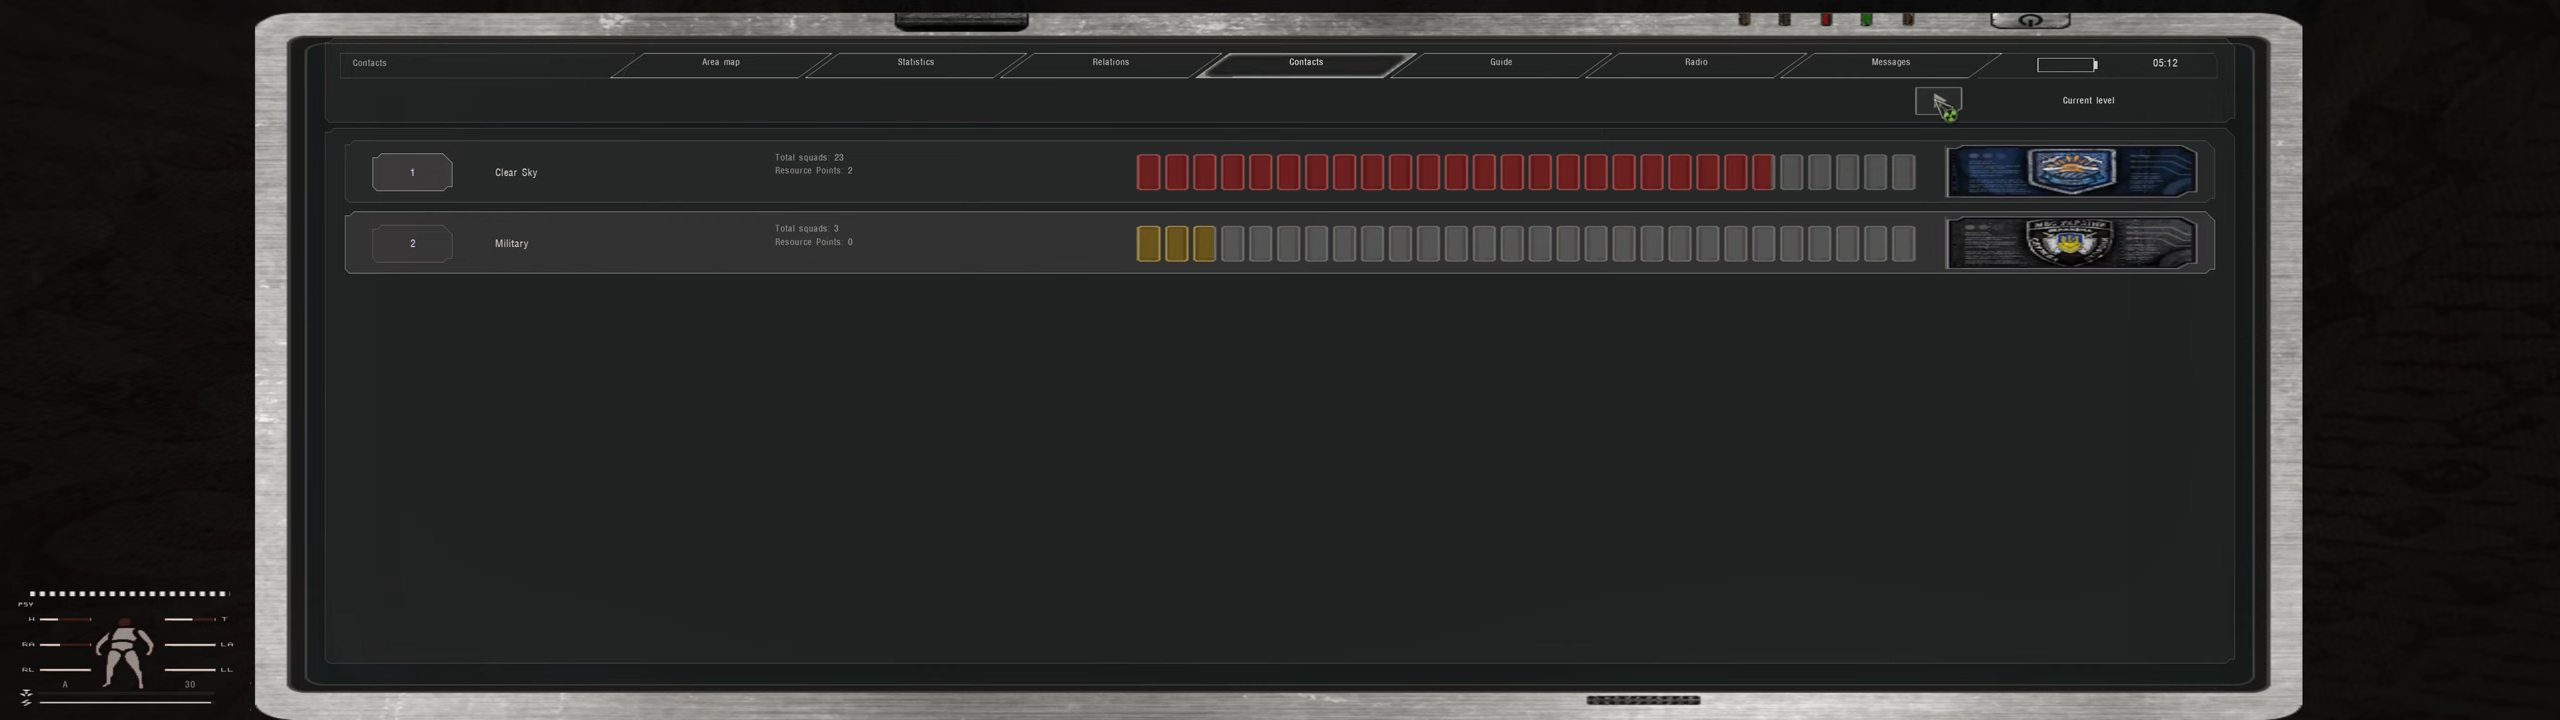 Contacts
Area map
Statistics
Relations
Contacts
Guide
Radio
Messages
05:12
Current level
1
Clear Sky
Total squads: 23
Resource Points: 2
2
Military
Total squads: 3
Resource Points: 0
PSY
H
T
RA
LA
RL
LL
A
30